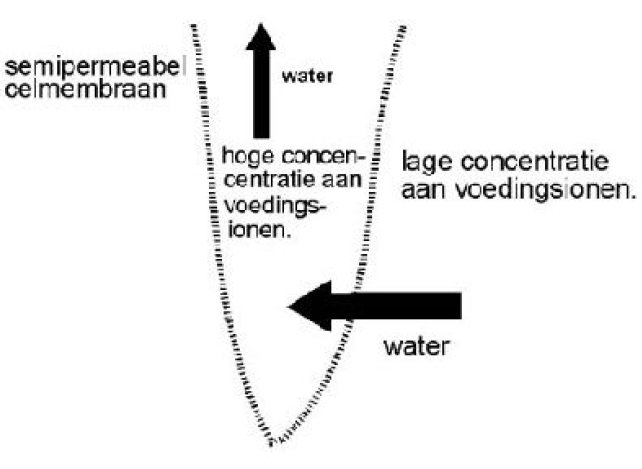 semipermeabel
celmembraan
water
hoge concen-
centratie aan
voedings-
ionen.
lage concentratie
aan voedingsionen.
water